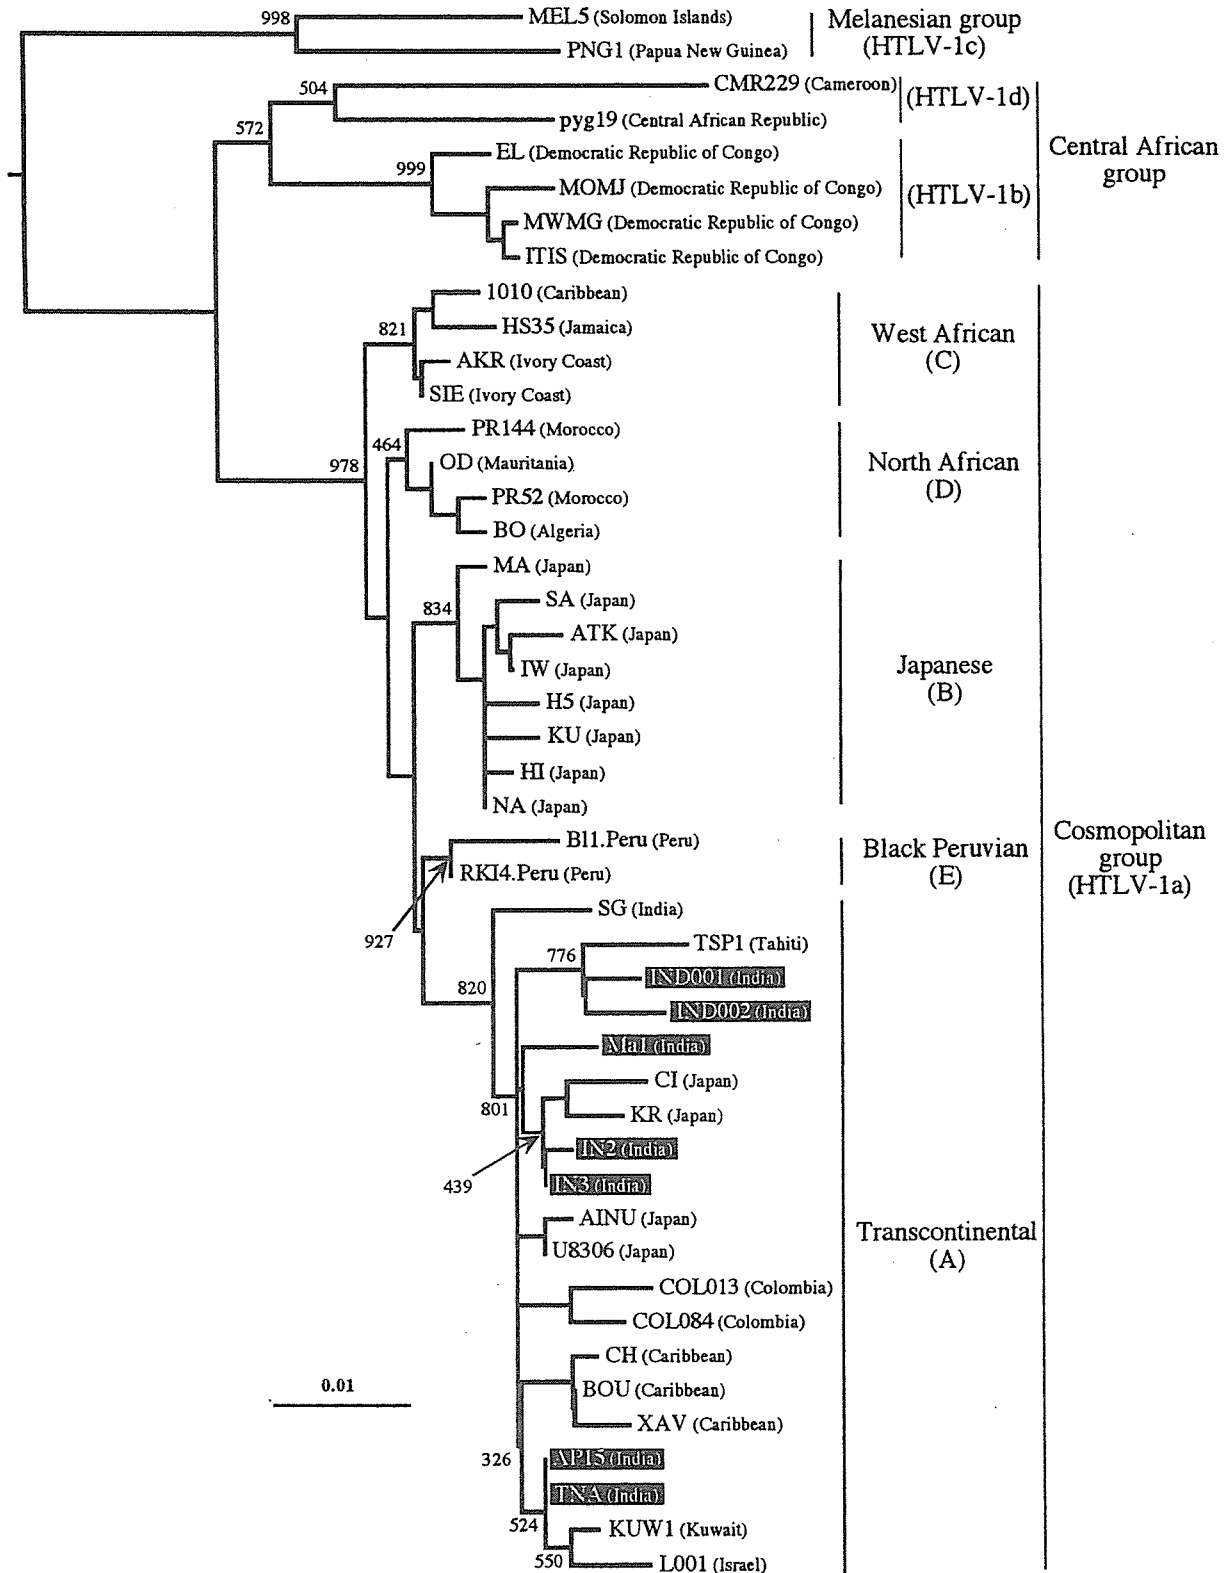 998
MEL5 (Solomon Islands)
PNG1 (Papua New Guinea)
Melanesian group
(HTLV-1c)
504
CMR229 (Cameroon)
pyg19 (Central African Republic)
(HTLV-1d)
572
999
EL (Democratic Republic of Congo)
MOMJ (Democratic Republic of Congo)
MWMG (Democratic Republic of Congo)
ITIS (Democratic Republic of Congo)
(HTLV-1b)
Central African
group
821
1010 (Caribbean)
HS35 (Jamaica)
AKR (Ivory Coast)
SIE (Ivory Coast)
West African
(C)
978
464
PR144 (Morocco)
OD (Mauritania)
PR52 (Morocco)
BO (Algeria)
North African
(D)
834
MA (Japan)
SA (Japan)
ATK (Japan)
IW (Japan)
H5 (Japan)
KU (Japan)
HI (Japan)
NA (Japan)
Japanese
(B)
927
Bl1.Peru (Peru)
RKI4.Peru (Peru)
Black Peruvian
(E)
Cosmopolitan
group
(HTLV-1a)
820
SG (India)
776
TSP1 (Tahiti)
IND001 (India)
IND002 (India)
801
Ma1 (India)
CI (Japan)
KR (Japan)
439
IN2 (India)
IN3 (India)
AINU (Japan)
U8306 (Japan)
Transcontinental
(A)
COL013 (Colombia)
COL084 (Colombia)
CH (Caribbean)
BOU (Caribbean)
XAV (Caribbean)
0.01
326
API5 (India)
TNA (India)
524
KUW1 (Kuwait)
550
L001 (Israel)